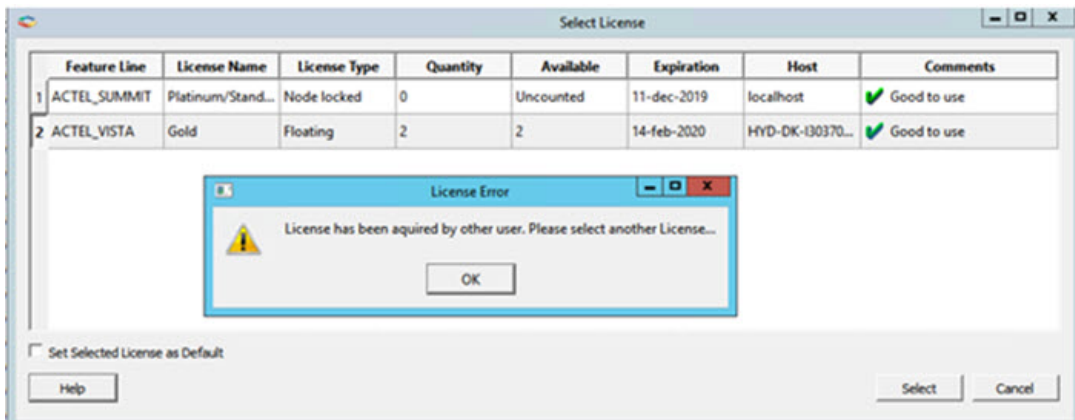 Select License
Feature Line License Name License Type Quantity Available Expiration Host Comments
1 ACTEL_SUMMIT Platinum/Stand... Node locked 0 Uncounted 11-dec-2019 localhost Good to use
2 ACTEL_VISTA Gold Floating 2 2 14-feb-2020 HYD-DK-I30370... Good to use
License Error
License has been aquired by other user. Please select another License...
OK
Set Selected License as Default
Help Select Cancel